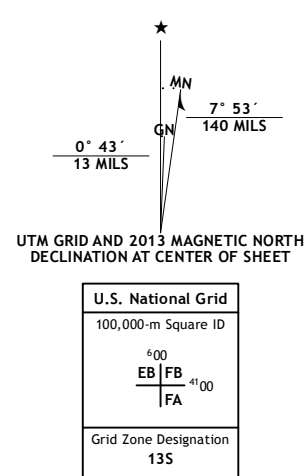 ★
MN
7° 53´
140 MILS
GN
0° 43´
13 MILS
UTM GRID AND 2013 MAGNETIC NORTH
DECLINATION AT CENTER OF SHEET
U.S. National Grid
100,000-m Square ID
⁶00
EB FB
⁴¹00
FA
Grid Zone Designation
13S